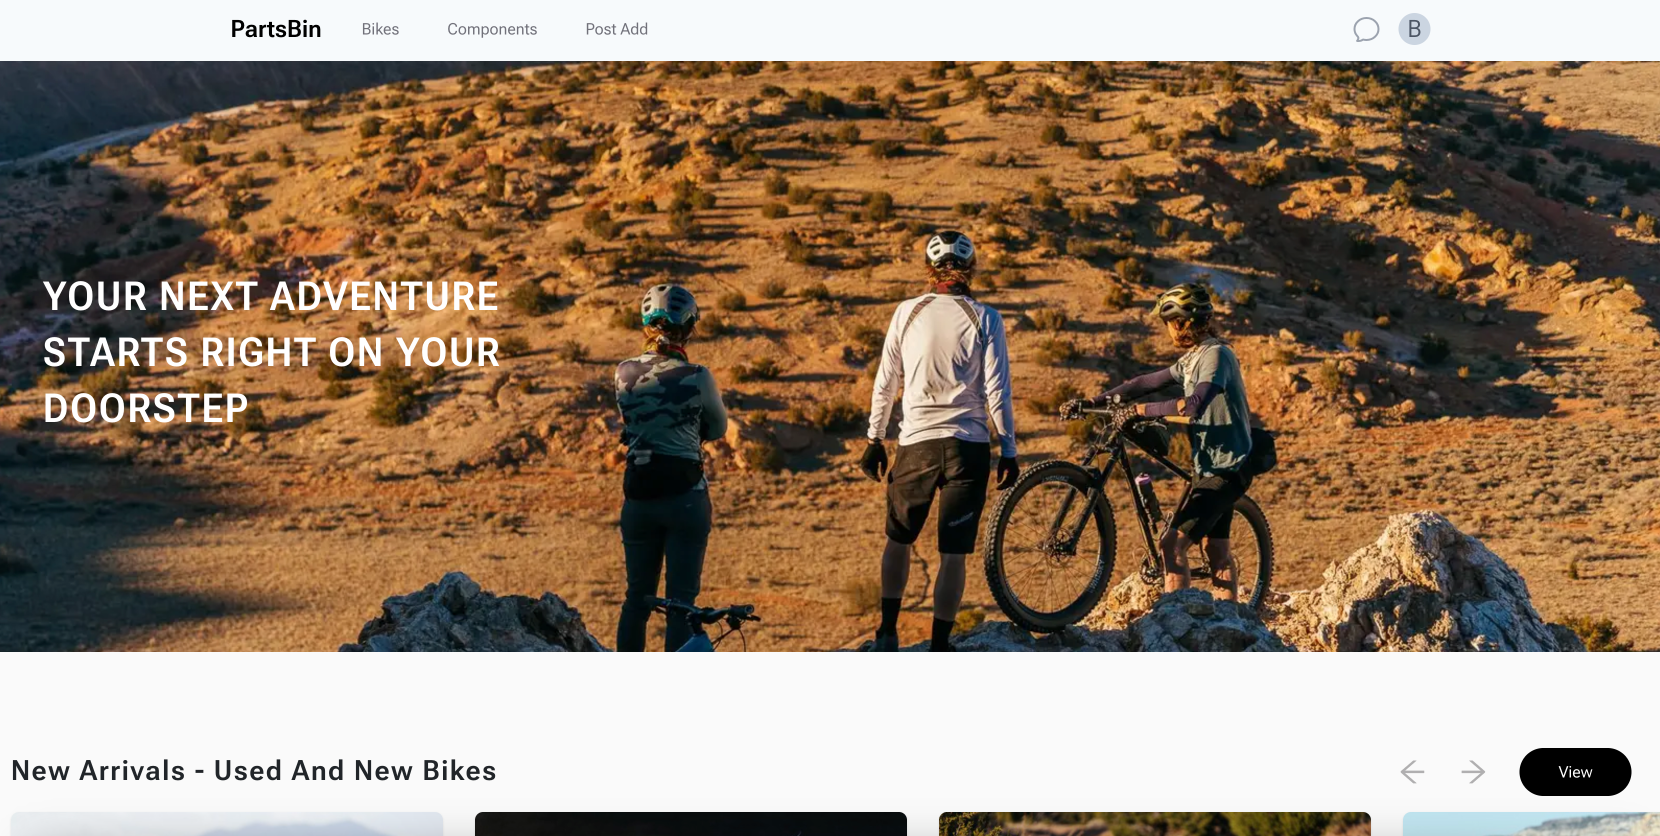 PartsBin
Bikes
Components
Post Add
B
YOUR NEXT ADVENTURE
STARTS RIGHT ON YOUR
DOORSTEP
New Arrivals - Used And New Bikes
View